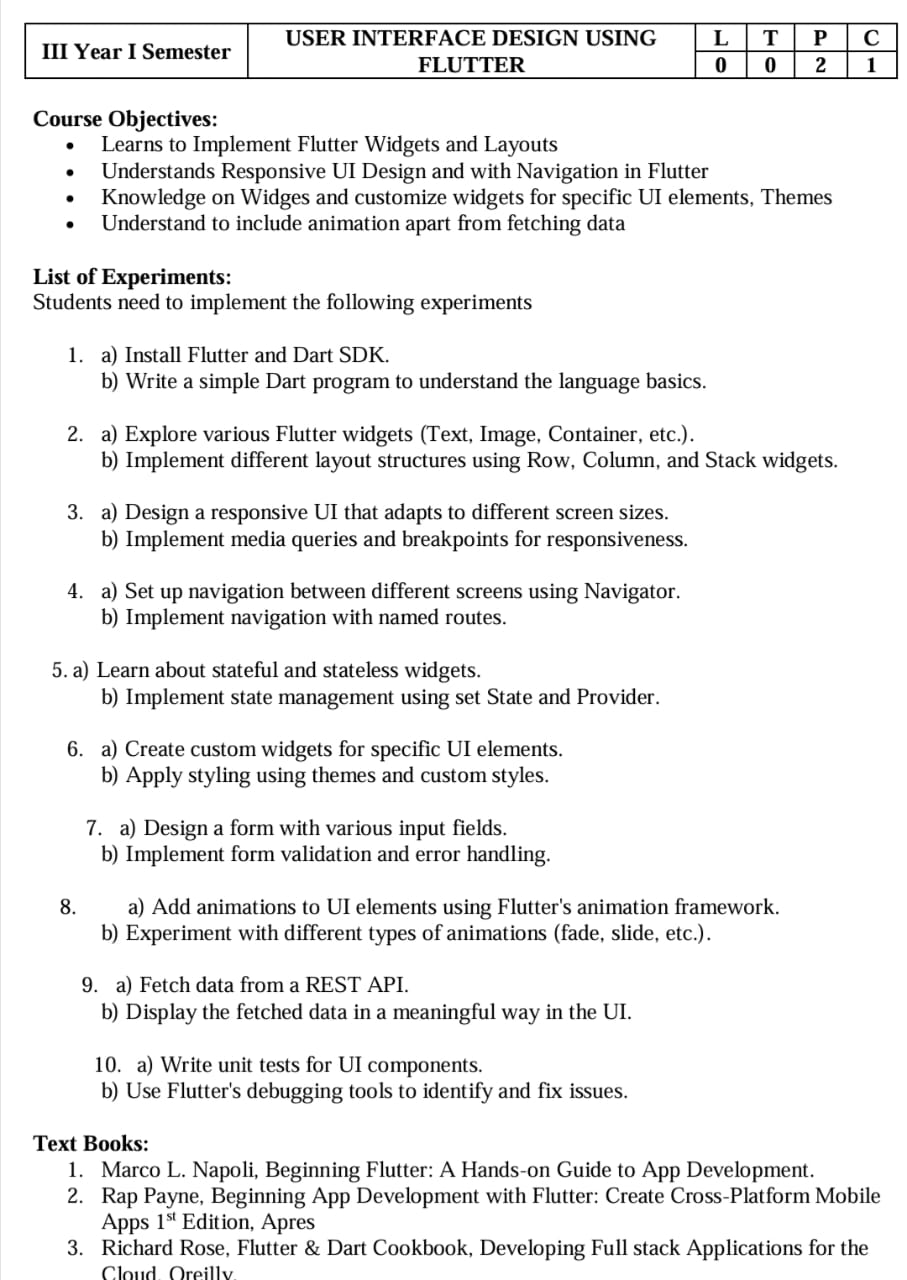 III Year I Semester
USER INTERFACE DESIGN USING
FLUTTER
L T P C
0 0 2 1
Course Objectives:
• Learns to Implement Flutter Widgets and Layouts
• Understands Responsive UI Design and with Navigation in Flutter
• Knowledge on Widges and customize widgets for specific UI elements, Themes
• Understand to include animation apart from fetching data
List of Experiments:
Students need to implement the following experiments
1. a) Install Flutter and Dart SDK.
b) Write a simple Dart program to understand the language basics.
2. a) Explore various Flutter widgets (Text, Image, Container, etc.).
b) Implement different layout structures using Row, Column, and Stack widgets.
3. a) Design a responsive UI that adapts to different screen sizes.
b) Implement media queries and breakpoints for responsiveness.
4. a) Set up navigation between different screens using Navigator.
b) Implement navigation with named routes.
5. a) Learn about stateful and stateless widgets.
b) Implement state management using set State and Provider.
6. a) Create custom widgets for specific UI elements.
b) Apply styling using themes and custom styles.
7. a) Design a form with various input fields.
b) Implement form validation and error handling.
8. a) Add animations to UI elements using Flutter's animation framework.
b) Experiment with different types of animations (fade, slide, etc.).
9. a) Fetch data from a REST API.
b) Display the fetched data in a meaningful way in the UI.
10. a) Write unit tests for UI components.
b) Use Flutter's debugging tools to identify and fix issues.
Text Books:
1. Marco L. Napoli, Beginning Flutter: A Hands-on Guide to App Development.
2. Rap Payne, Beginning App Development with Flutter: Create Cross-Platform Mobile
Apps 1st Edition, Apres
3. Richard Rose, Flutter & Dart Cookbook, Developing Full stack Applications for the
Cloud, Oreilly.